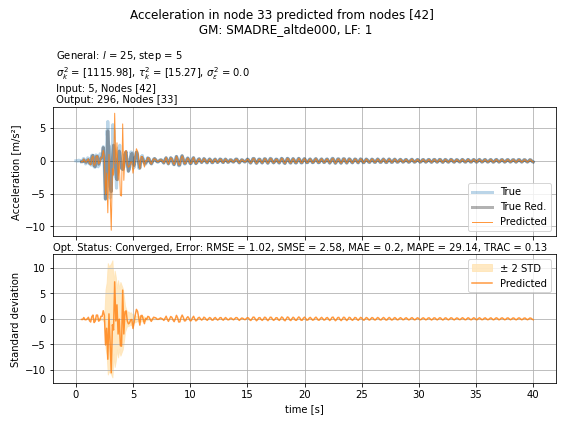 Acceleration in node 33 predicted from nodes [42]
GM: SMADRE_altde000, LF: 1
General: l = 25, step = 5
σ²ₖ = [1115.98], τ²ₖ = [15.27], σ²ε = 0.0
Input: 5, Nodes [42]
Output: 296, Nodes [33]
Acceleration [m/s²]
5
0
−5
−10
True
True Red.
Predicted
Opt. Status: Converged, Error: RMSE = 1.02, SMSE = 2.58, MAE = 0.2, MAPE = 29.14, TRAC = 0.13
Standard deviation
10
5
0
−5
−10
± 2 STD
Predicted
0 5 10 15 20 25 30 35 40
time [s]